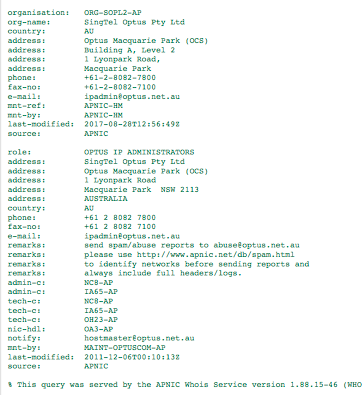 organisation: ORG-SOPL2-AP
org-name: SingTel Optus Pty Ltd
country: AU
address: Optus Macquarie Park (OCS)
address: Building A, Level 2
address: 1 Lyonpark Road,
address: Macquarie Park
phone: +61-2-8082-7800
fax-no: +61-2-8082-7100
e-mail: ipadmin@optus.net.au
mnt-ref: APNIC-HM
mnt-by: APNIC-HM
last-modified: 2017-08-28T12:56:49Z
source: APNIC

role: OPTUS IP ADMINISTRATORS
address: SingTel Optus Pty Ltd
address: Optus Macquarie Park (OCS)
address: 1 Lyonpark Road
address: Macquarie Park NSW 2113
address: AUSTRALIA
country: AU
phone: +61 2 8082 7800
fax-no: +61 2 8082 7100
e-mail: ipadmin@optus.net.au
remarks: send spam/abuse reports to abuse@optus.net.au
remarks: please use http://www.apnic.net/db/spam.html
remarks: to identify networks before sending reports and
remarks: always include full headers/logs.
admin-c: NC8-AP
admin-c: IA65-AP
tech-c: NC8-AP
tech-c: IA65-AP
tech-c: OH23-AP
nic-hdl: OA3-AP
notify: hostmaster@optus.net.au
mnt-by: MAINT-OPTUSCOM-AP
last-modified: 2011-12-06T00:10:13Z
source: APNIC

% This query was served by the APNIC Whois Service version 1.88.15-46 (WHO